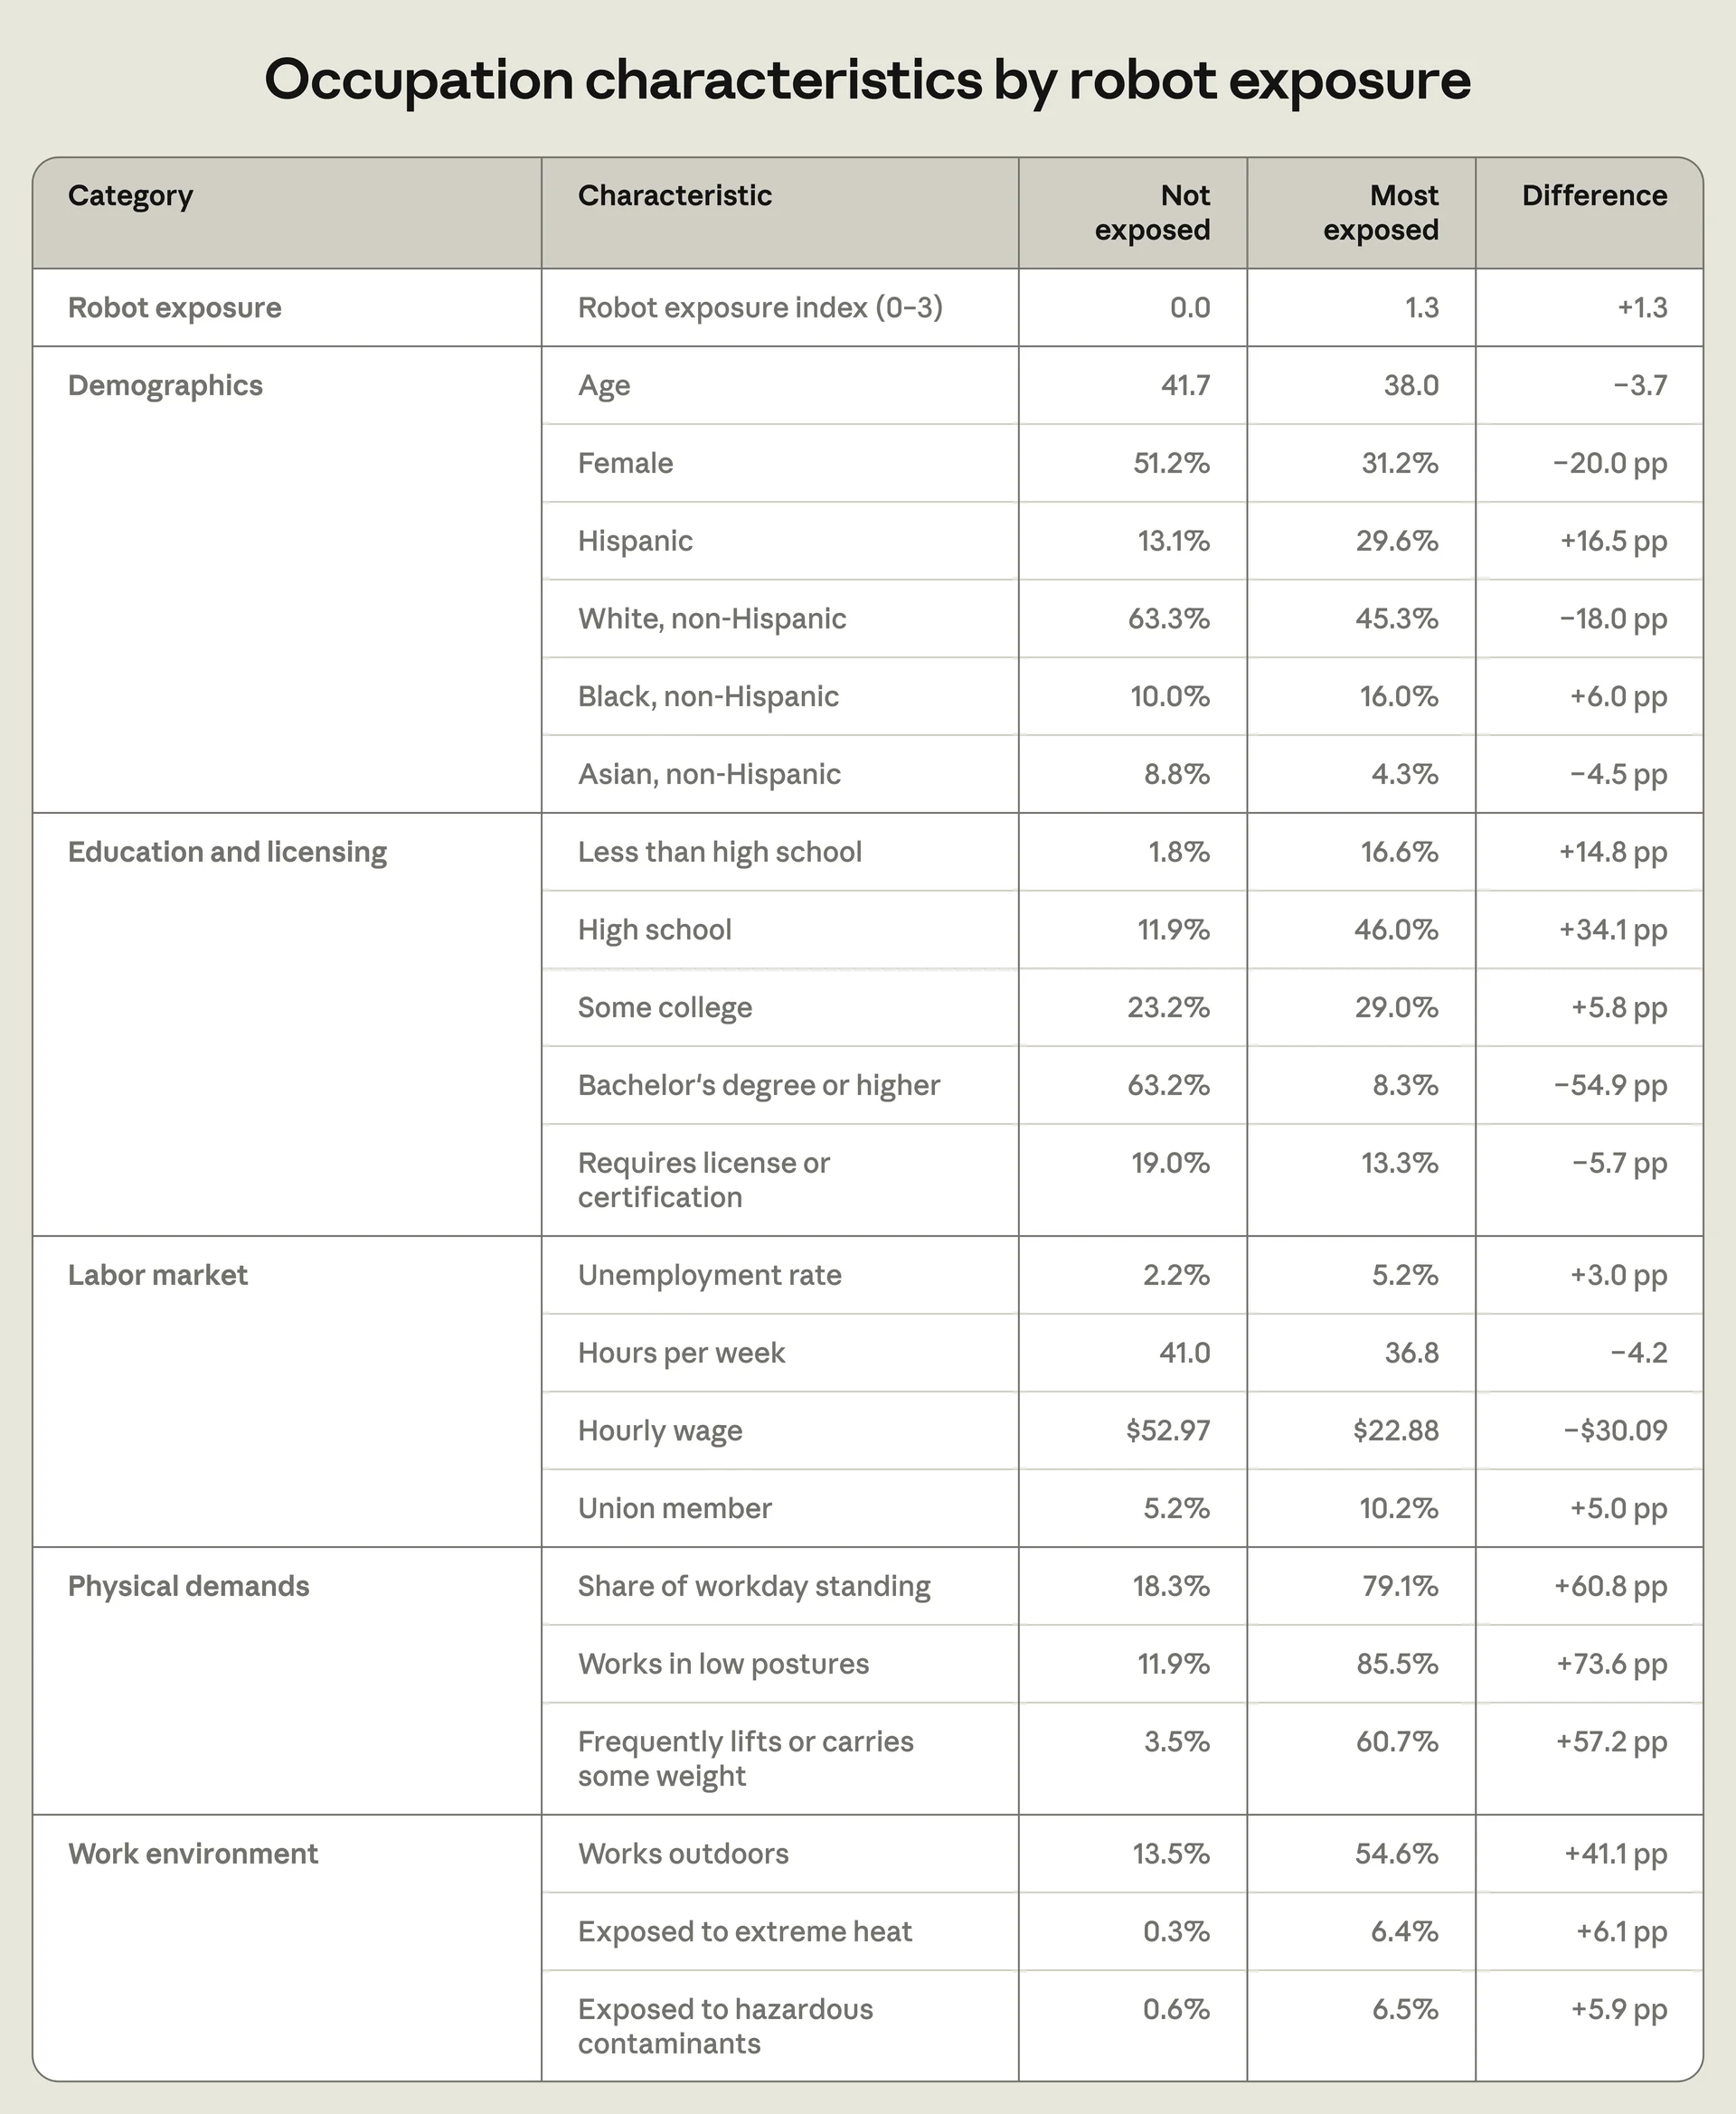 Occupation characteristics by robot exposure
Category Characteristic Not exposed Most exposed Difference
Robot exposure Robot exposure index (0–3) 0.0 1.3 +1.3
Demographics Age 41.7 38.0 −3.7
Female 51.2% 31.2% −20.0 pp
Hispanic 13.1% 29.6% +16.5 pp
White, non-Hispanic 63.3% 45.3% −18.0 pp
Black, non-Hispanic 10.0% 16.0% +6.0 pp
Asian, non-Hispanic 8.8% 4.3% −4.5 pp
Education and licensing Less than high school 1.8% 16.6% +14.8 pp
High school 11.9% 46.0% +34.1 pp
Some college 23.2% 29.0% +5.8 pp
Bachelor's degree or higher 63.2% 8.3% −54.9 pp
Requires license or certification 19.0% 13.3% −5.7 pp
Labor market Unemployment rate 2.2% 5.2% +3.0 pp
Hours per week 41.0 36.8 −4.2
Hourly wage $52.97 $22.88 −$30.09
Union member 5.2% 10.2% +5.0 pp
Physical demands Share of workday standing 18.3% 79.1% +60.8 pp
Works in low postures 11.9% 85.5% +73.6 pp
Frequently lifts or carries some weight 3.5% 60.7% +57.2 pp
Work environment Works outdoors 13.5% 54.6% +41.1 pp
Exposed to extreme heat 0.3% 6.4% +6.1 pp
Exposed to hazardous contaminants 0.6% 6.5% +5.9 pp